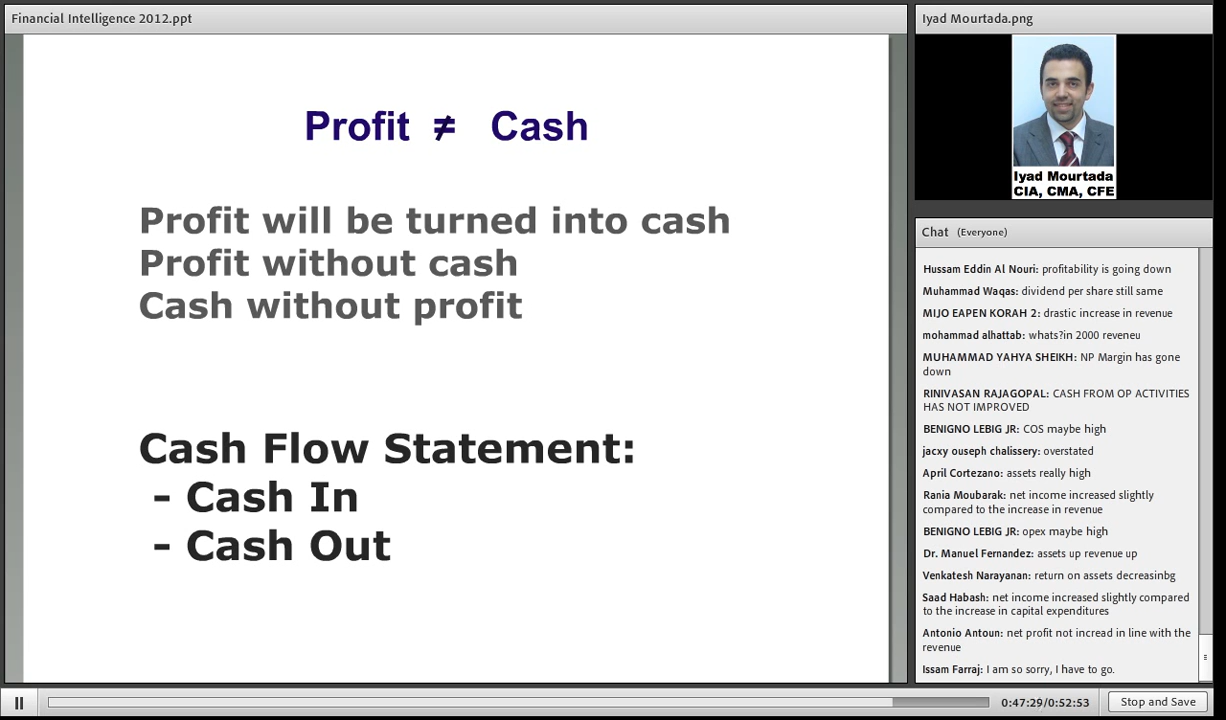 Financial Intelligence 2012.ppt
Profit ≠ Cash
Profit will be turned into cash
Profit without cash
Cash without profit
Cash Flow Statement:
- Cash In
- Cash Out
Iyad Mourtada.png
Iyad Mourtada
CIA, CMA, CFE
Chat (Everyone)
Hussam Eddin Al Nouri: profitability is going down
Muhammad Waqas: dividend per share still same
MIJO EAPEN KORAH 2: drastic increase in revenue
mohammad alhattab: whats?in 2000 reveneu
MUHAMMAD YAHYA SHEIKH: NP Margin has gone
down
RINIVASAN RAJAGOPAL: CASH FROM OP ACTIVITIES
HAS NOT IMPROVED
BENIGNO LEBIG JR: COS maybe high
jacxy ouseph chalissery: overstated
April Cortezano: assets really high
Rania Moubarak: net income increased slightly
compared to the increase in revenue
BENIGNO LEBIG JR: opex maybe high
Dr. Manuel Fernandez: assets up revenue up
Venkatesh Narayanan: return on assets decreasinbg
Saad Habash: net income increased slightly compared
to the increase in capital expenditures
Antonio Antoun: net profit not incread in line with the
revenue
Issam Farraj: I am so sorry, I have to go.
0:47:29/0:52:53
Stop and Save